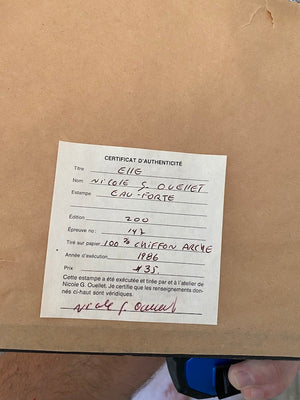 CERTIFICAT D'AUTHENTICITÉ
Titre ELLE
Nom NICOLE G. OUELLET
Estampe EAU-FORTE
Édition 200
Épreuve no : 147
Tiré sur papier 100% CHIFFON ARCHE
Année d'exécution 1986
Prix $35
Cette estampe a été exécutée et tirée par et à l'atelier de
Nicole G. Ouellet. Je certifie que les renseignements don-
nés ci-haut sont véridiques.
Nicole G. Ouellet